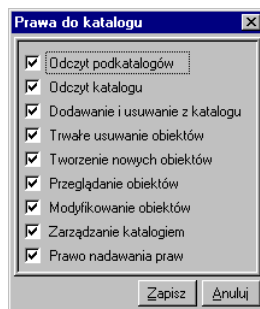 Prawa do katalogu
Odczyt podkatalogów
Odczyt katalogu
Dodawanie i usuwanie z katalogu
Trwałe usuwanie obiektów
Tworzenie nowych obiektów
Przeglądanie obiektów
Modyfikowanie obiektów
Zarządzanie katalogiem
Prawo nadawania praw
Zapisz Anuluj